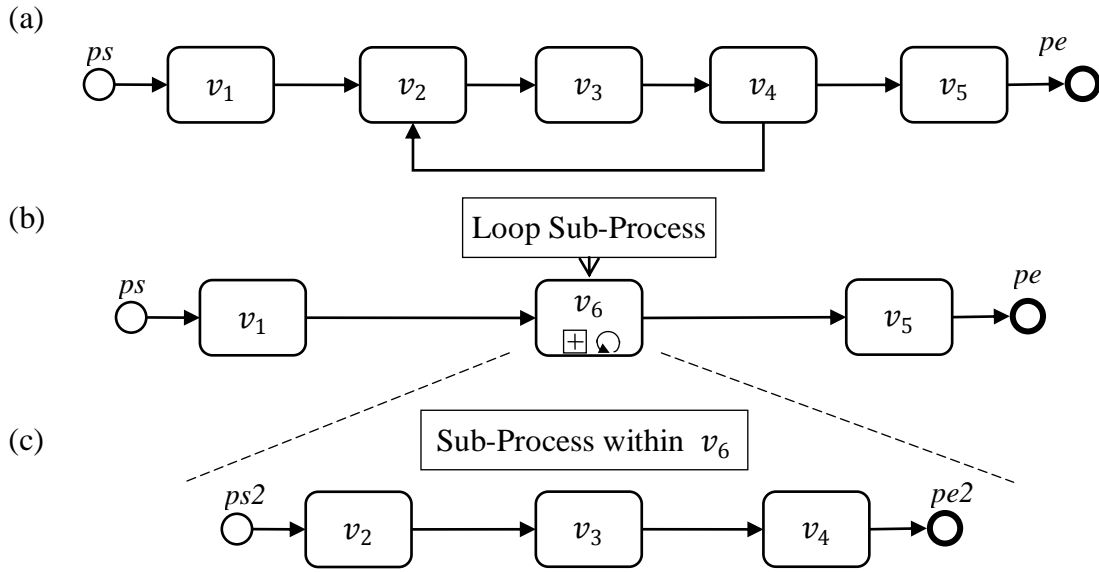 (a)
ps
pe
v₁
v₂
v₃
v₄
v₅
(b)
Loop Sub-Process
ps
pe
v₁
v₆
v₅
(c)
Sub-Process within v₆
ps2
pe2
v₂
v₃
v₄